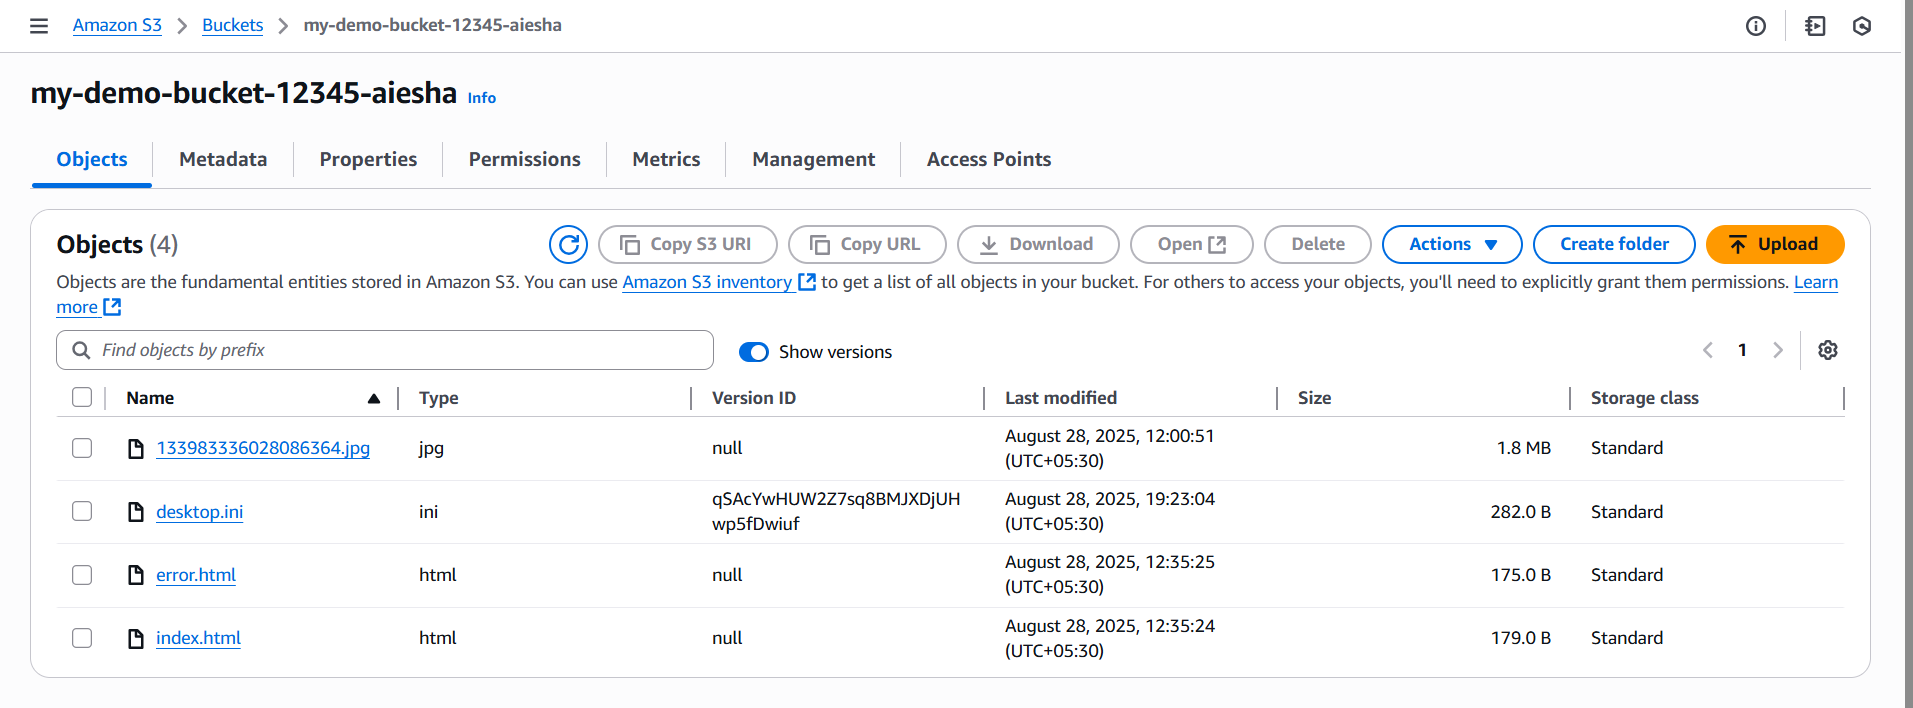 Amazon S3 > Buckets > my-demo-bucket-12345-aiesha
my-demo-bucket-12345-aiesha Info
Objects Metadata Properties Permissions Metrics Management Access Points
Objects (4) Copy S3 URI Copy URL Download Open Delete Actions Create folder Upload
Objects are the fundamental entities stored in Amazon S3. You can use Amazon S3 inventory to get a list of all objects in your bucket. For others to access your objects, you'll need to explicitly grant them permissions. Learn
more
Find objects by prefix Show versions 1
Name Type Version ID Last modified Size Storage class
133983336028086364.jpg jpg null August 28, 2025, 12:00:51 (UTC+05:30) 1.8 MB Standard
desktop.ini ini qSAcYwHUW2Z7sq8BMJXDjUH wp5fDwiuf August 28, 2025, 19:23:04 (UTC+05:30) 282.0 B Standard
error.html html null August 28, 2025, 12:35:25 (UTC+05:30) 175.0 B Standard
index.html html null August 28, 2025, 12:35:24 (UTC+05:30) 179.0 B Standard